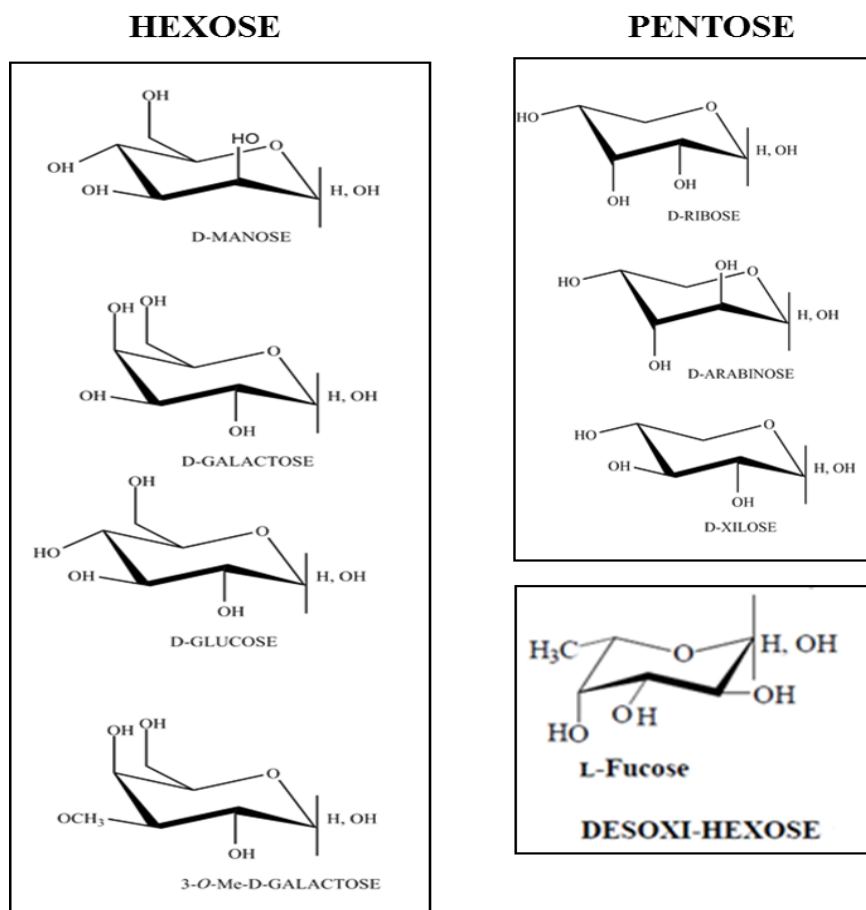 HEXOSE
OH
HO
O
OH
OH
H, OH
D-MANOSE
OH
OH
O
OH
H, OH
OH
D-GALACTOSE
OH
O
HO
OH
H, OH
OH
D-GLUCOSE
OH
OH
O
OCH3
H, OH
OH
3-O-Me-D-GALACTOSE
PENTOSE
O
HO
H, OH
OH
OH
D-RIBOSE
OH
O
HO
H, OH
OH
D-ARABINOSE
O
HO
OH
H, OH
OH
D-XILOSE
H3C
O
H, OH
OH
OH
HO
L-Fucose
DESOXI-HEXOSE